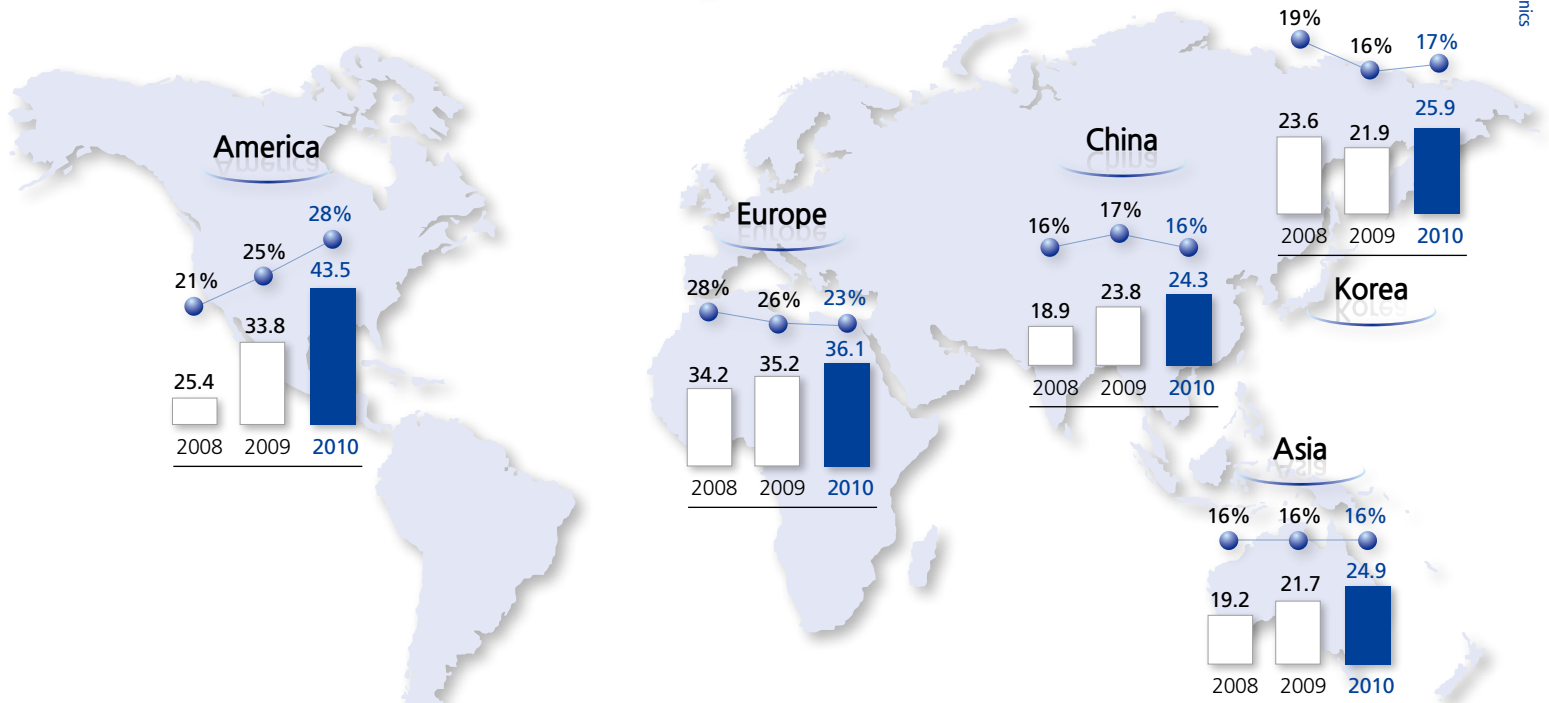 nics
America
28%
25%
21%
43.5
33.8
25.4
2008 2009 2010
Europe
28% 26% 23%
36.1
35.2
34.2
2008 2009 2010
China
16% 17% 16%
24.3
23.8
18.9
2008 2009 2010
19% 16% 17%
25.9
23.6 21.9
2008 2009 2010
Korea
Asia
16% 16% 16%
24.9
21.7
19.2
2008 2009 2010